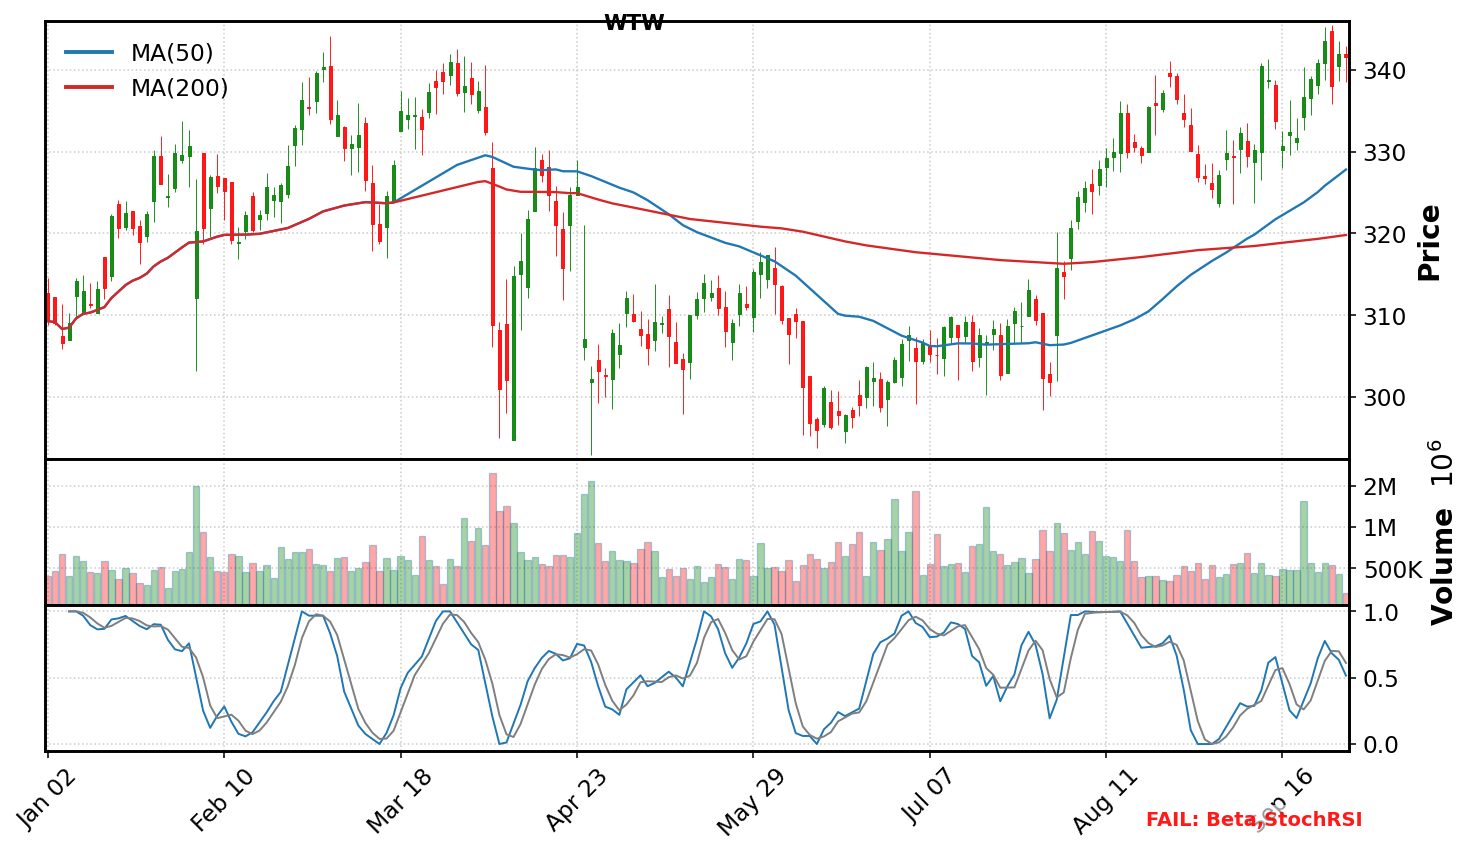 WTW
MA(50)
MA(200)
340
330
320
310
300
Price
2M
1M
500K
Volume 10⁶
1.0
0.5
0.0
Jan 02
Feb 10
Mar 18
Apr 23
May 29
Jul 07
Aug 11
Sep 16
FAIL: Beta,StochRSI